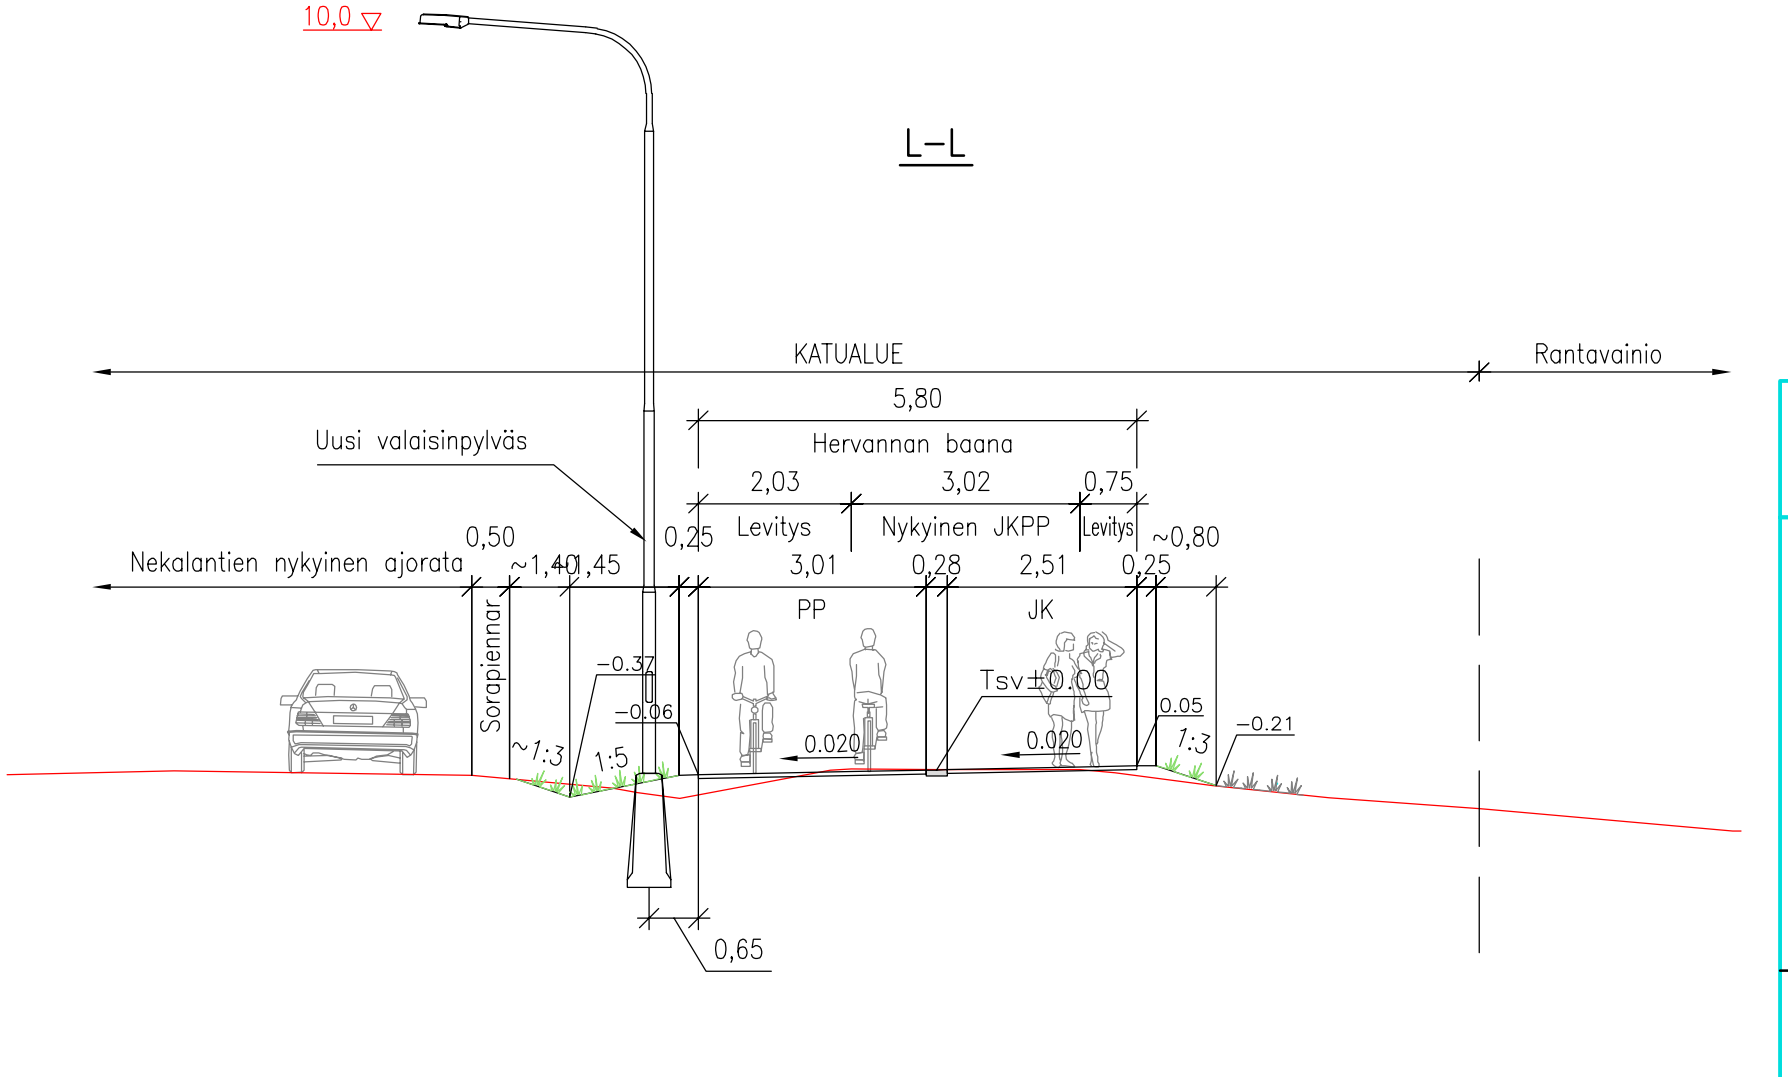 10,0
L-L
KATUALUE
Rantavainio
5,80
Uusi valaisinpylväs
Hervannan baana
2,03 3,02 0,75
Levitys Nykyinen JKPP Levitys
0,50 0,25 ~0,80
Nekalantien nykyinen ajorata ~1,40 ~1,45 3,01 0,28 2,51 0,25
Sorapiennar
PP JK
-0.37
Tsv±0.00
-0.06 0.05 -0.21
~1:3 1:5 0.020 0.020 1:3
0,65